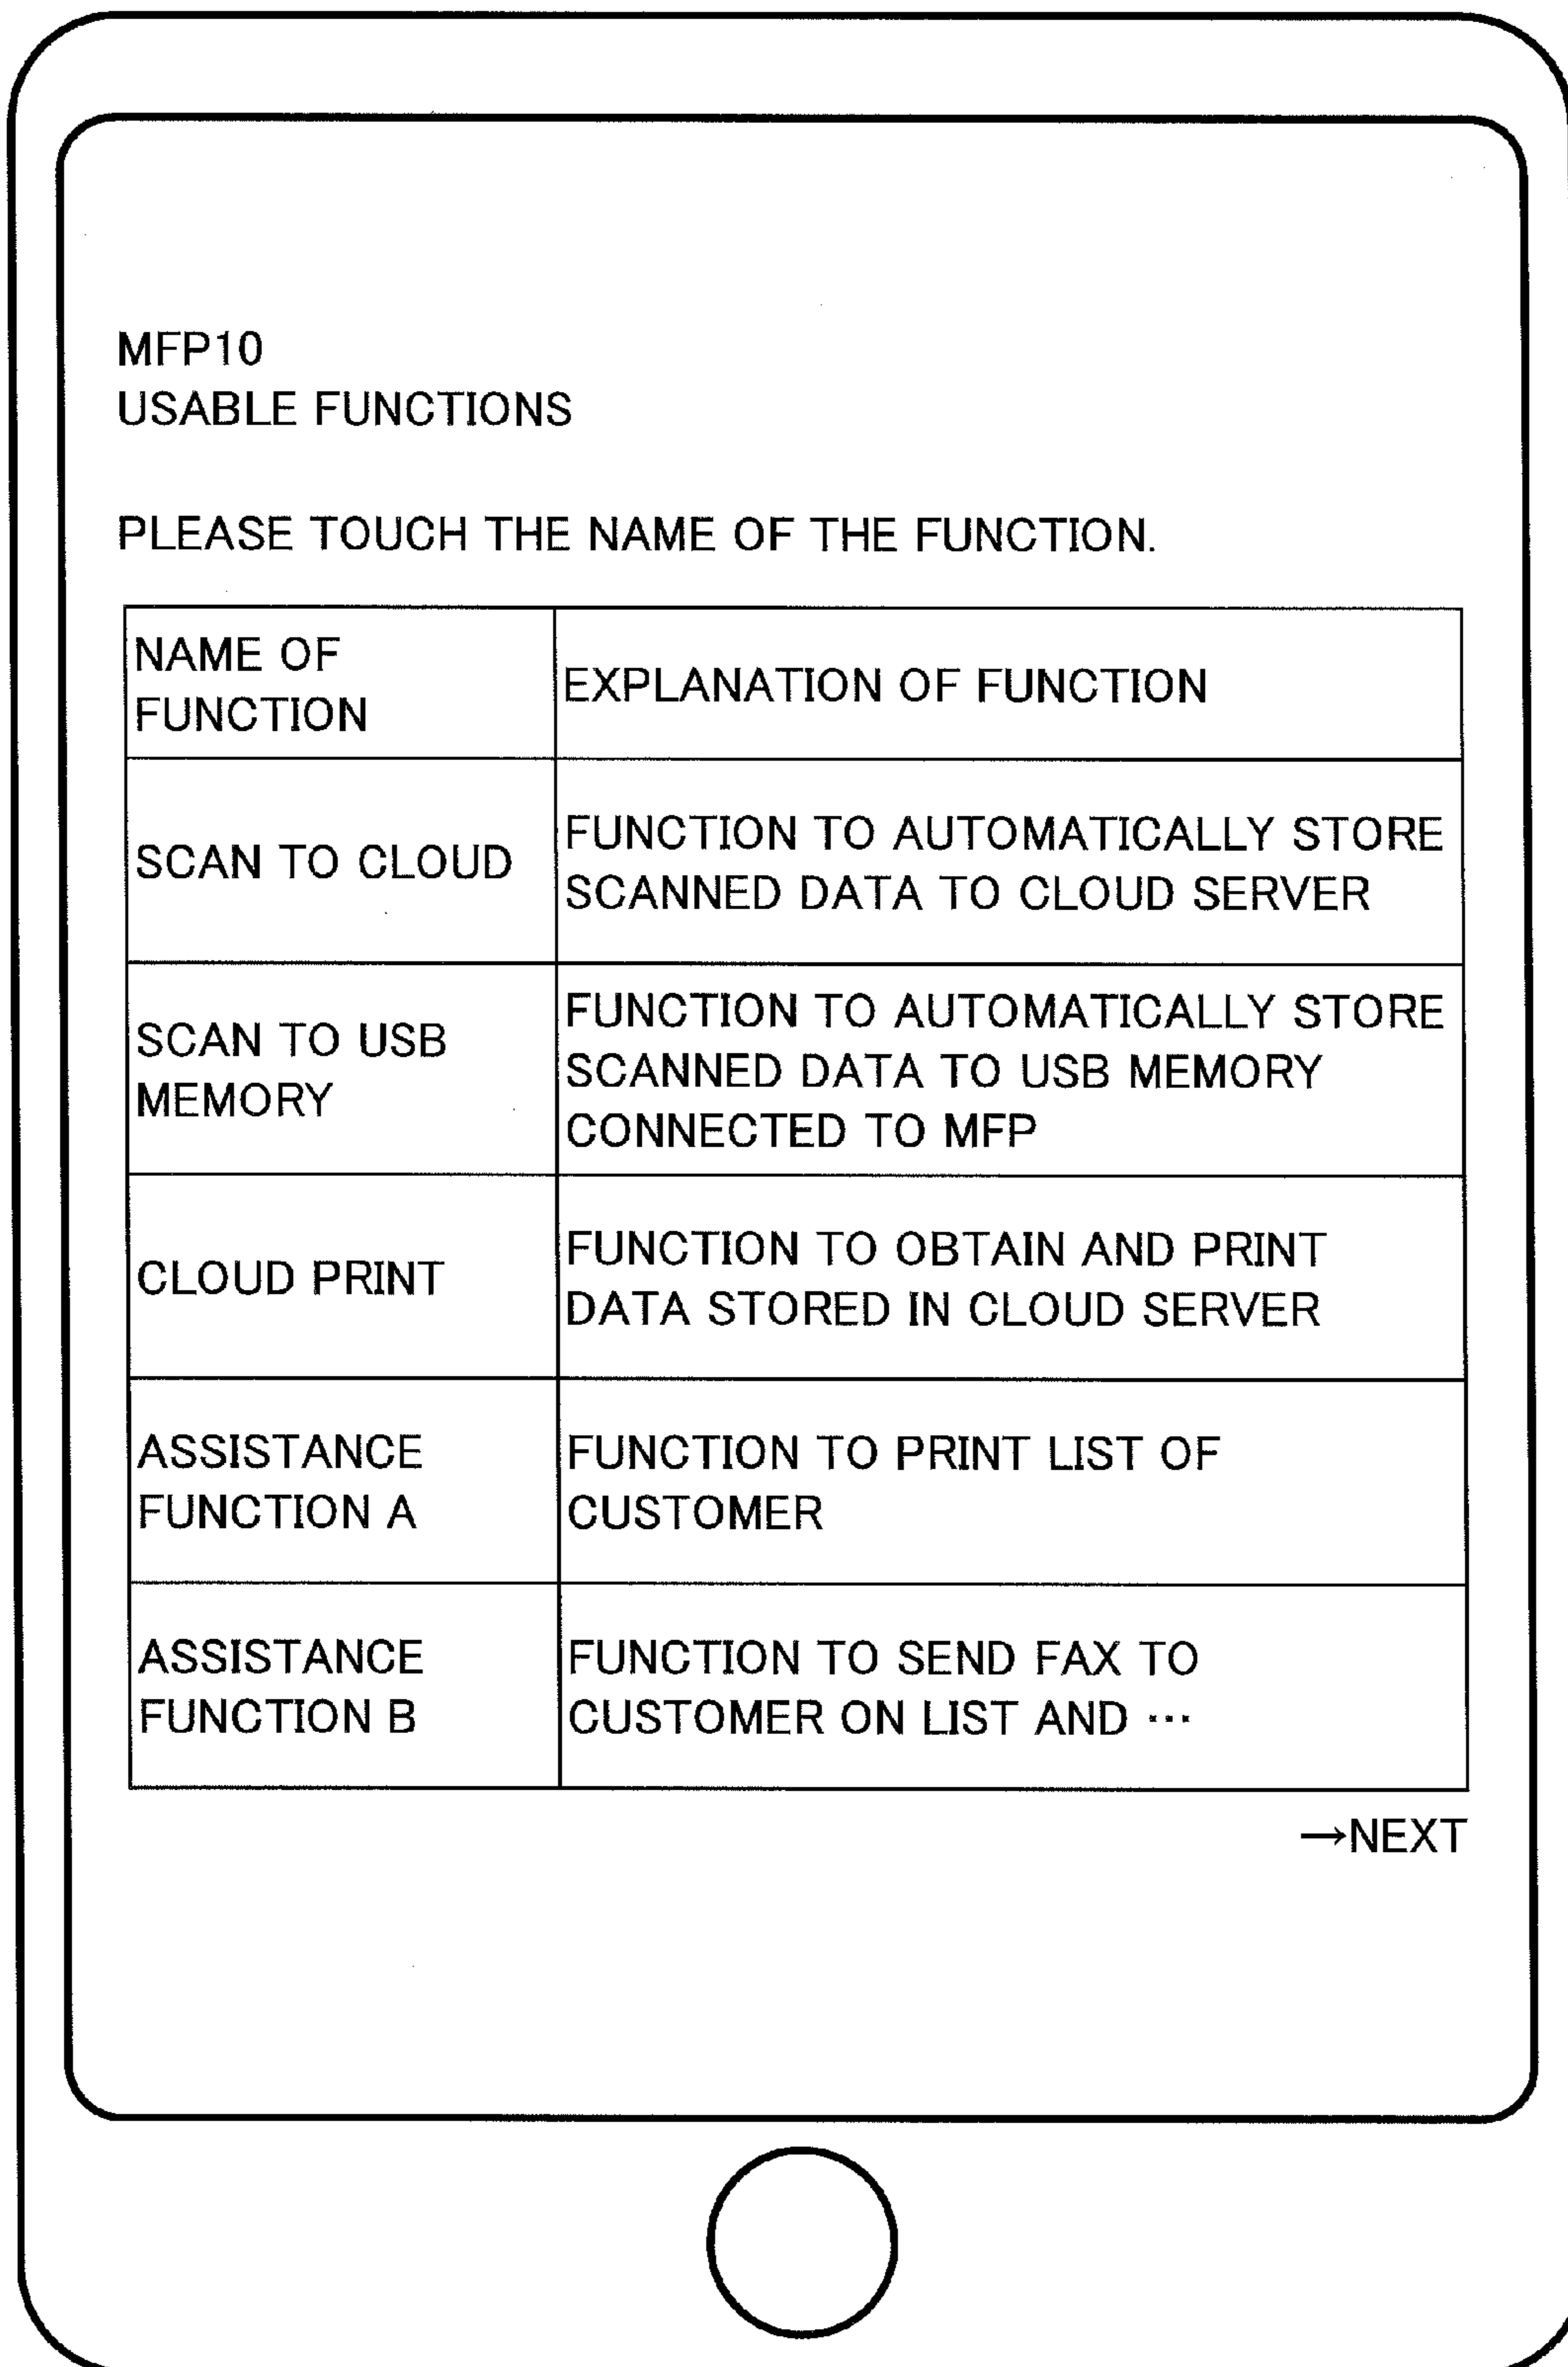 MFP10
USABLE FUNCTIONS
PLEASE TOUCH THE NAME OF THE FUNCTION.
NAME OF
FUNCTION
EXPLANATION OF FUNCTION
SCAN TO CLOUD
FUNCTION TO AUTOMATICALLY STORE
SCANNED DATA TO CLOUD SERVER
SCAN TO USB
MEMORY
FUNCTION TO AUTOMATICALLY STORE
SCANNED DATA TO USB MEMORY
CONNECTED TO MFP
CLOUD PRINT
FUNCTION TO OBTAIN AND PRINT
DATA STORED IN CLOUD SERVER
ASSISTANCE
FUNCTION A
FUNCTION TO PRINT LIST OF
CUSTOMER
ASSISTANCE
FUNCTION B
FUNCTION TO SEND FAX TO
CUSTOMER ON LIST AND ⋯
→NEXT